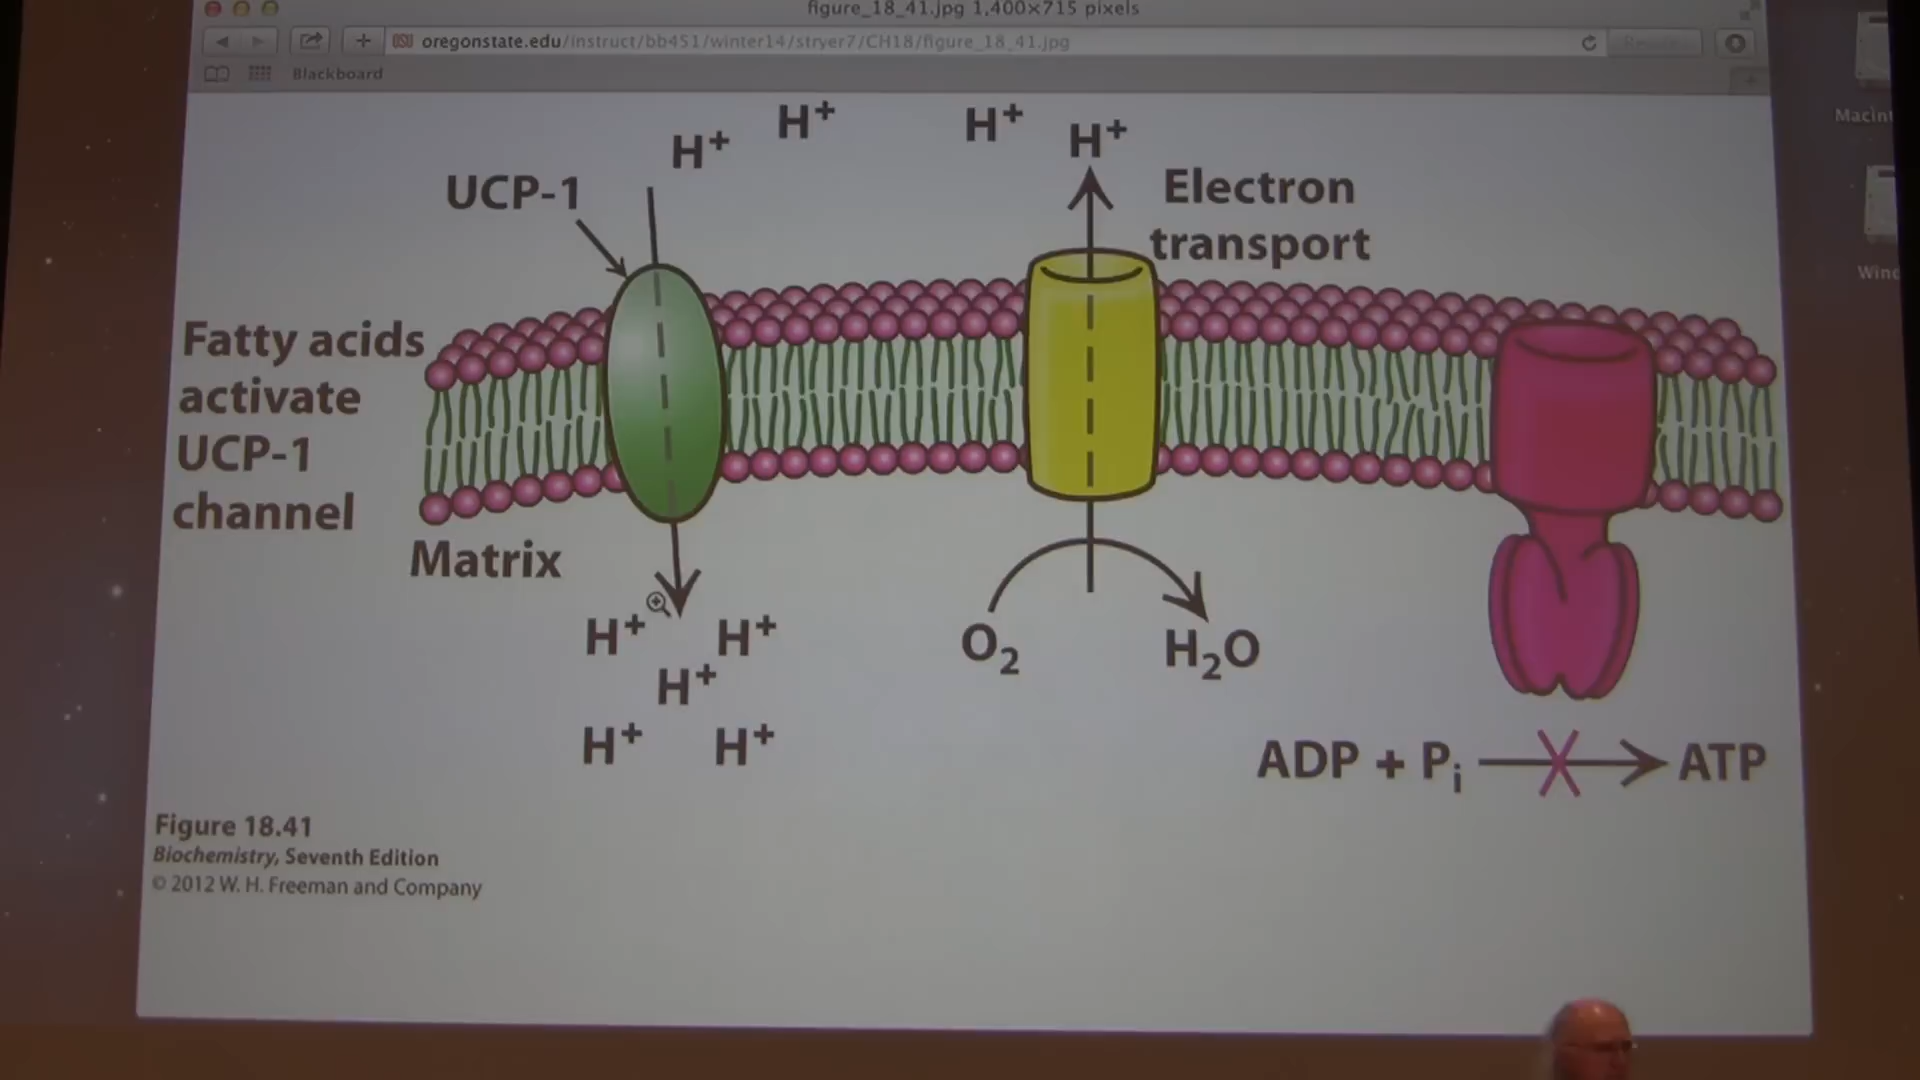 figure_18_41.jpg 1,400×715 pixels
oregonstate.edu/instruct/bb451/winter14/stryer7/CH18/figure_18_41.jpg
Blackboard
H⁺ H⁺ H⁺ H⁺
UCP-1
Electron
transport
Fatty acids
activate
UCP-1
channel
Matrix
H⁺ H⁺
H⁺
H⁺ H⁺
O₂ H₂O
ADP + Pᵢ → ATP
Figure 18.41
Biochemistry, Seventh Edition
© 2012 W. H. Freeman and Company